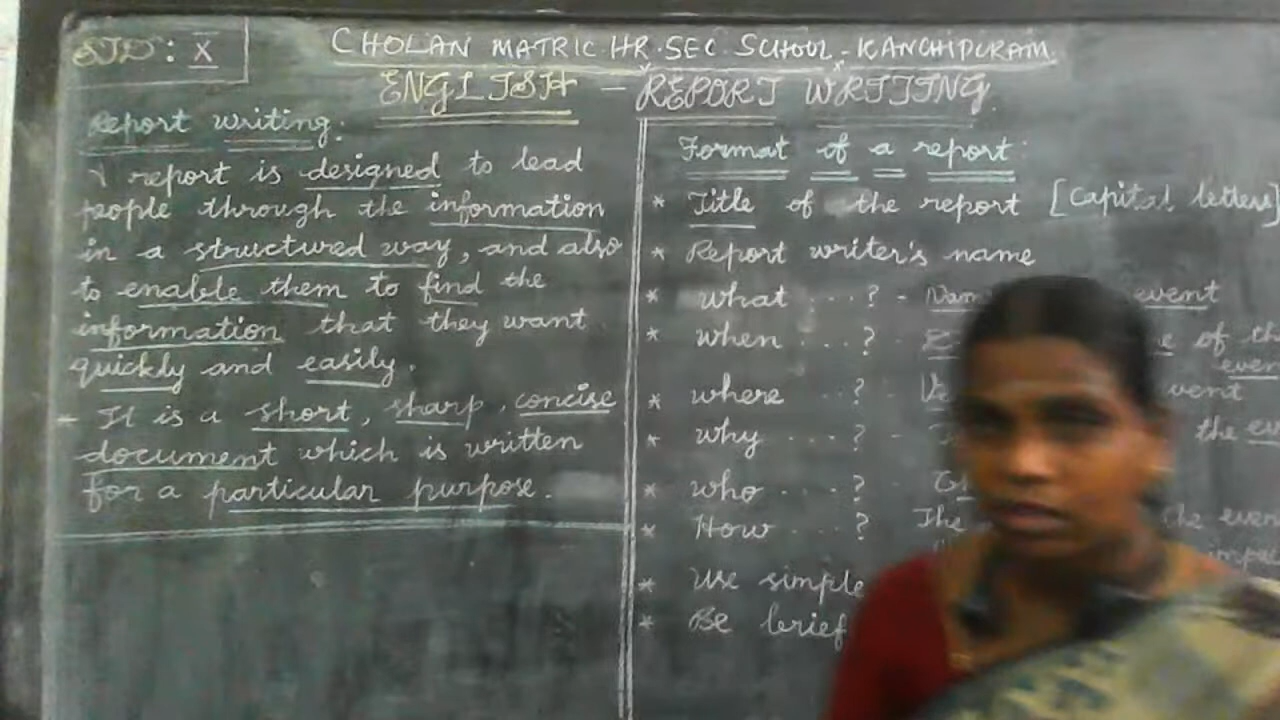 STD : X
CHOLAN MATRIC HR. SEC SCHOOL - KANCHIPURAM.
ENGLISH - REPORT WRITING.
Report writing:
A report is designed to lead
people through the information
in a structured way, and also
to enable them to find the
information that they want
quickly and easily.
- It is a short, sharp, concise
document which is written
for a particular purpose.
Format of a report:
* Title of the report [Capital letters]
* Report writer's name
* what ...? - event
* when ...? - of the
event
* where ..? -
* why ....? - the
* who ...? -
* How ...? The the
* Use simple
* Be brief